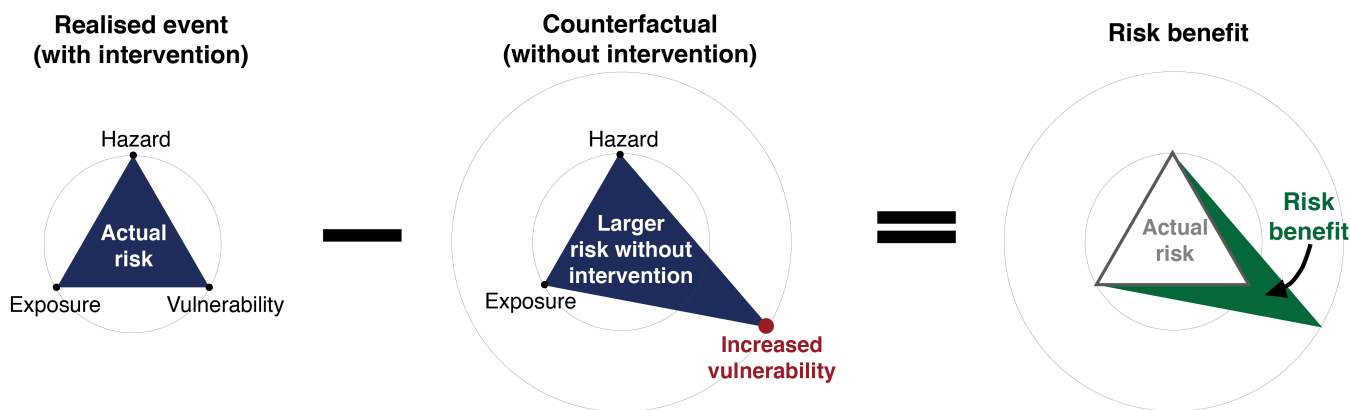 Realised event
(with intervention)
Hazard
Actual
risk
Exposure
Vulnerability
Counterfactual
(without intervention)
Hazard
Larger
risk without
intervention
Exposure
Increased
vulnerability
Risk benefit
Actual
risk
Risk
benefit